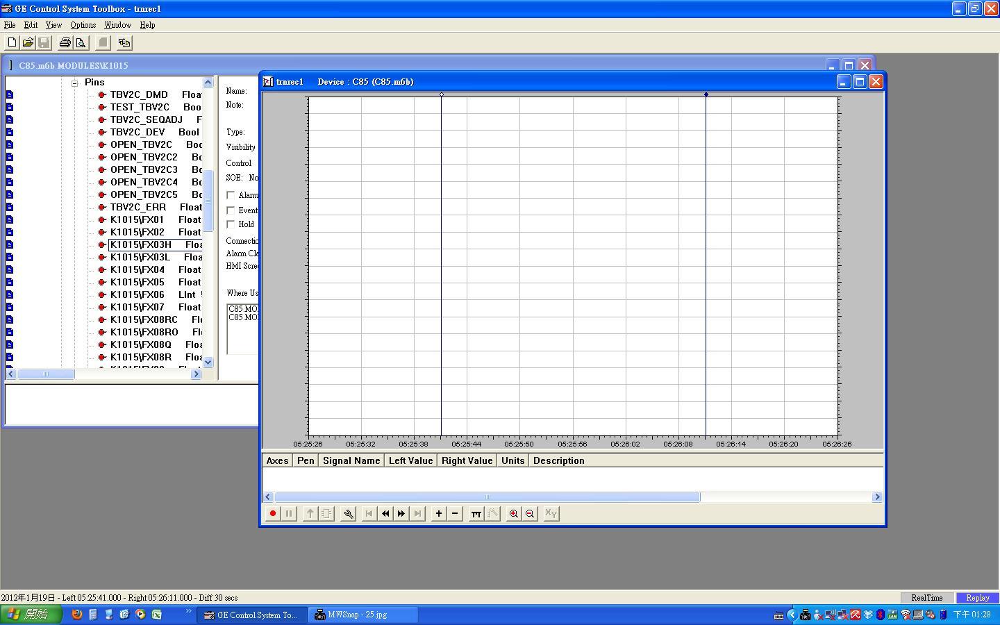 GE Control System Toolbox - trnrec1
File Edit View Options Window Help
C85.m6b MODULES\K1015
Pins
TBV2C_DMD Float
TEST_TBV2C Boo
TBV2C_SEQADJ F
TBV2C_DEV Bool
OPEN_TBV2C Boo
OPEN_TBV2C2 Bo
OPEN_TBV2C3 Bo
OPEN_TBV2C4 Bo
OPEN_TBV2C5 Bo
TBV2C_ERR Float
K1015\FX01 Float
K1015\FX02 Float
K1015\FX03H Floa
K1015\FX03L Floa
K1015\FX04 Float
K1015\FX05 Float
K1015\FX06 LInt
K1015\FX07 Float
K1015\FX08RC Flo
K1015\FX08RO Flo
K1015\FX08Q Floa
K1015\FX08R Floa
Name:
Note:
Type:
Visibility
Control
SOE: No
Alarm
Event
Hold
Connectio
Alarm Cla
HMI Scree
Where Us
C85.MO
C85.MO
trnrec1 Device : C85 (C85.m6b)
05:25:26 05:25:32 05:25:38 05:25:44 05:25:50 05:25:56 05:26:02 05:26:08 05:26:14 05:26:20 05:26:26
Axes Pen Signal Name Left Value Right Value Units Description
XY
2012年1月19日 - Left 05:25:41.000 - Right 05:26:11.000 - Diff 30 secs
RealTime Replay
開始 GE Control System To... MWSnap - 25.jpg 下午 01:28